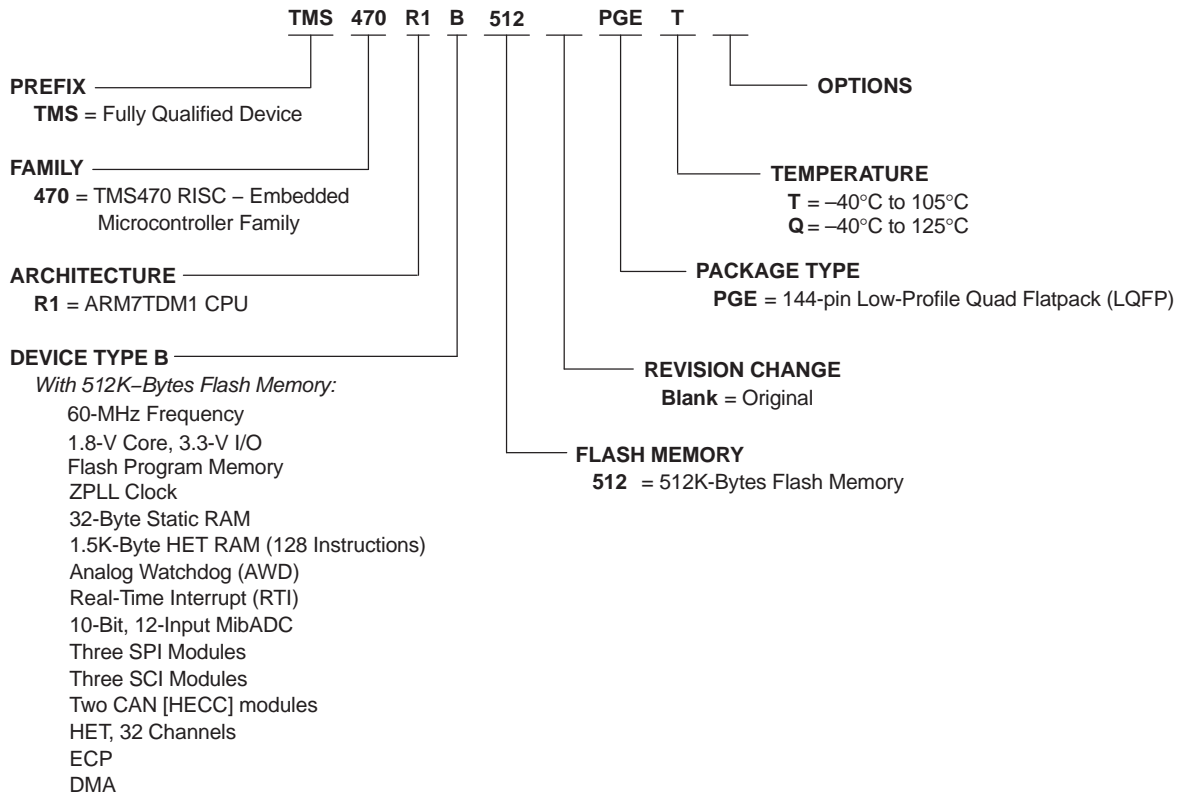 TMS 470 R1 B 512 PGE T
PREFIX
TMS = Fully Qualified Device
OPTIONS
FAMILY
470 = TMS470 RISC – Embedded
Microcontroller Family
TEMPERATURE
T = –40°C to 105°C
Q = –40°C to 125°C
ARCHITECTURE
R1 = ARM7TDM1 CPU
PACKAGE TYPE
PGE = 144-pin Low-Profile Quad Flatpack (LQFP)
DEVICE TYPE B
With 512K–Bytes Flash Memory:
60-MHz Frequency
1.8-V Core, 3.3-V I/O
Flash Program Memory
ZPLL Clock
32-Byte Static RAM
1.5K-Byte HET RAM (128 Instructions)
Analog Watchdog (AWD)
Real-Time Interrupt (RTI)
10-Bit, 12-Input MibADC
Three SPI Modules
Three SCI Modules
Two CAN [HECC] modules
HET, 32 Channels
ECP
DMA
REVISION CHANGE
Blank = Original
FLASH MEMORY
512 = 512K-Bytes Flash Memory